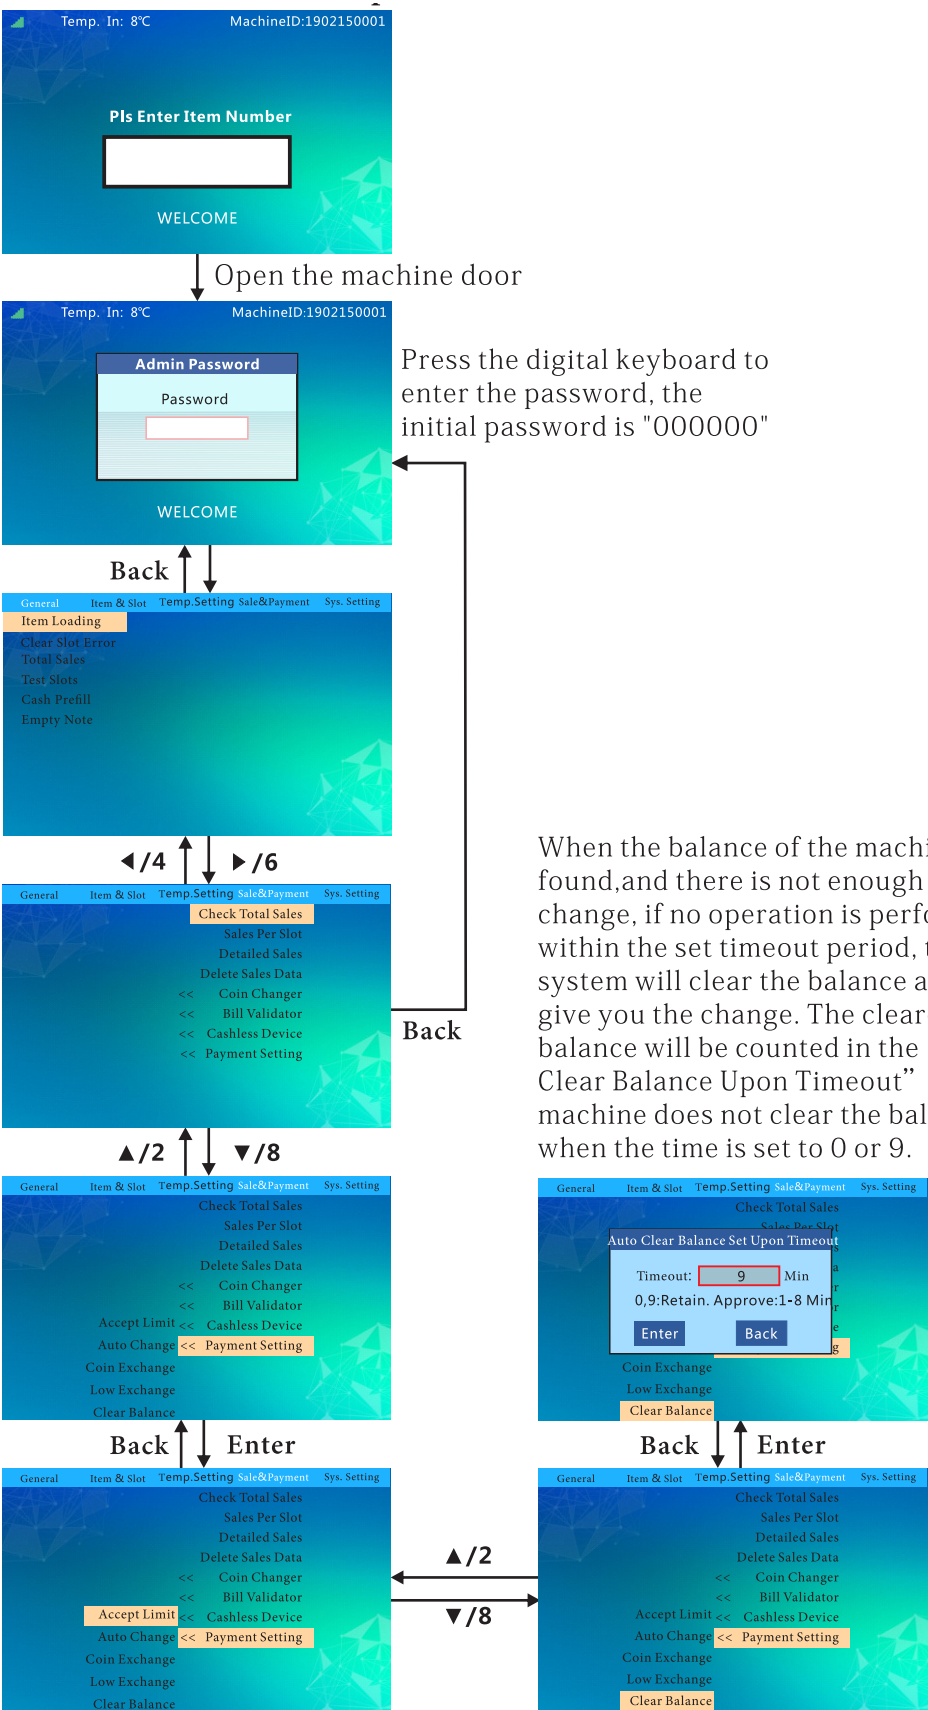 Temp. In: 8℃ MachineID:1902150001
Pls Enter Item Number
WELCOME
Open the machine door
Temp. In: 8℃ MachineID:1902150001
Admin Password
Password
WELCOME
Press the digital keyboard to
enter the password, the
initial password is "000000"
Back
General Item & Slot Temp.Setting Sale&Payment Sys. Setting
Item Loading
Clear Slot Error
Total Sales
Test Slots
Cash Prefill
Empty Note
◀/4 ▶/6
General Item & Slot Temp.Setting Sale&Payment Sys. Setting
Check Total Sales
Sales Per Slot
Detailed Sales
Delete Sales Data
<< Coin Changer
<< Bill Validator
<< Cashless Device
<< Payment Setting
Back
▲/2 ▼/8
General Item & Slot Temp.Setting Sale&Payment Sys. Setting
Check Total Sales
Sales Per Slot
Detailed Sales
Delete Sales Data
<< Coin Changer
<< Bill Validator
Accept Limit << Cashless Device
Auto Change << Payment Setting
Coin Exchange
Low Exchange
Clear Balance
Back Enter
General Item & Slot Temp.Setting Sale&Payment Sys. Setting
Check Total Sales
Sales Per Slot
Detailed Sales
Delete Sales Data
<< Coin Changer
<< Bill Validator
Accept Limit << Cashless Device
Auto Change << Payment Setting
Coin Exchange
Low Exchange
Clear Balance
▲/2
▼/8
When the balance of the
found,and there is not enough
change, if no operation is
within the set timeout period,
system will clear the balance
give you the change. The
balance will be counted in the
Clear Balance Upon Timeout”
machine does not clear the
when the time is set to 0 or 9.
General Item & Slot Temp.Setting Sale&Payment Sys. Setting
Check Total Sales
Sales Per Slot
Auto Clear Balance Set Upon Timeout
Timeout: 9 Min
0,9:Retain. Approve:1-8 Min
Enter Back
Coin Exchange
Low Exchange
Clear Balance
Back Enter
General Item & Slot Temp.Setting Sale&Payment Sys. Setting
Check Total Sales
Sales Per Slot
Detailed Sales
Delete Sales Data
<< Coin Changer
<< Bill Validator
Accept Limit << Cashless Device
Auto Change << Payment Setting
Coin Exchange
Low Exchange
Clear Balance